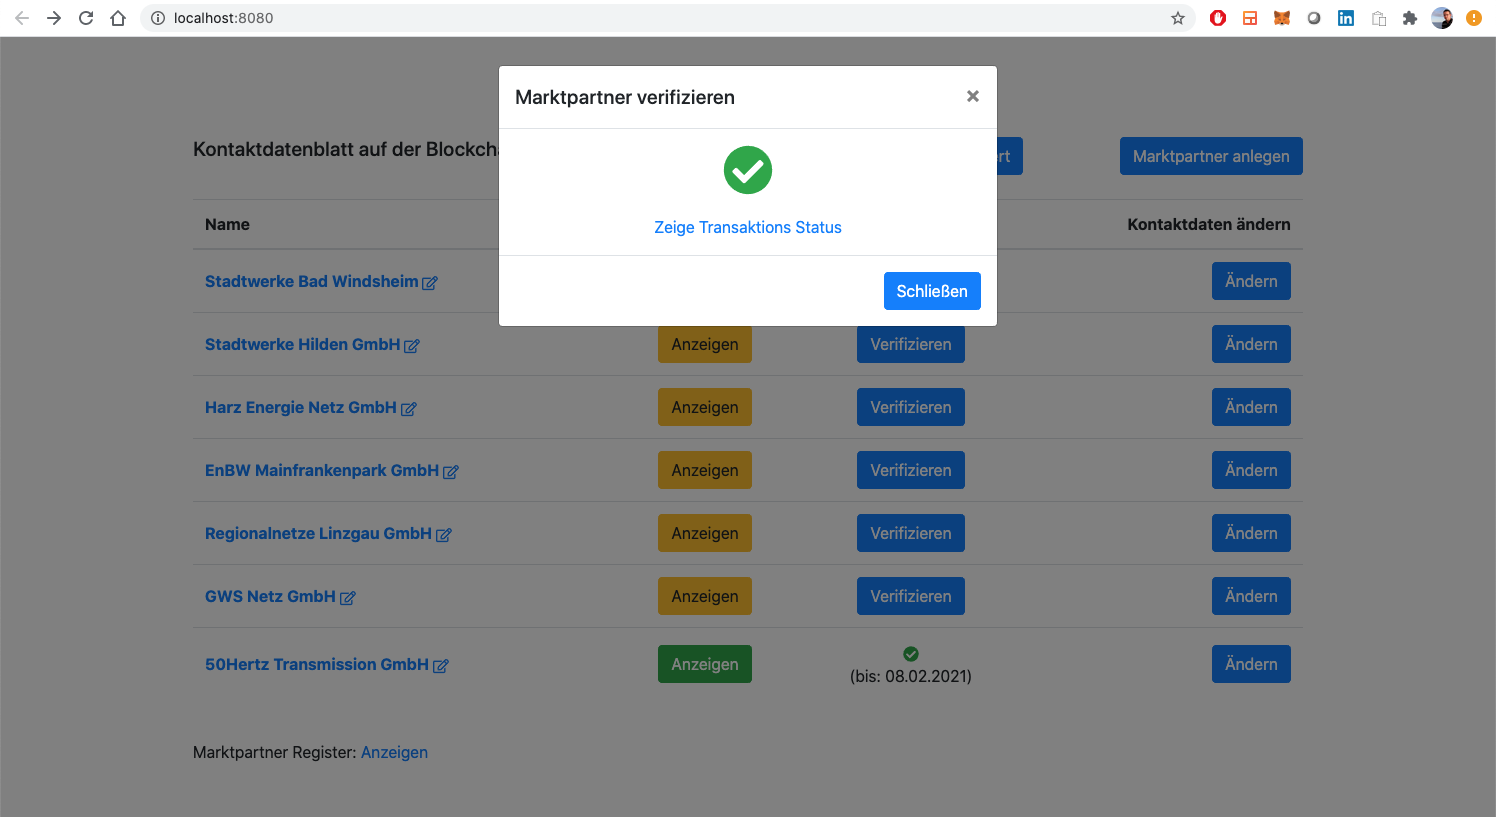 localhost:8080
Marktpartner verifizieren
×
Zeige Transaktions Status
Schließen
Kontaktdatenblatt auf der
Marktpartner anlegen
Name Kontaktdaten ändern
Stadtwerke Bad Windsheim Ändern
Stadtwerke Hilden GmbH Anzeigen Verifizieren Ändern
Harz Energie Netz GmbH Anzeigen Verifizieren Ändern
EnBW Mainfrankenpark GmbH Anzeigen Verifizieren Ändern
Regionalnetze Linzgau GmbH Anzeigen Verifizieren Ändern
GWS Netz GmbH Anzeigen Verifizieren Ändern
50Hertz Transmission GmbH Anzeigen (bis: 08.02.2021) Ändern
Marktpartner Register: Anzeigen